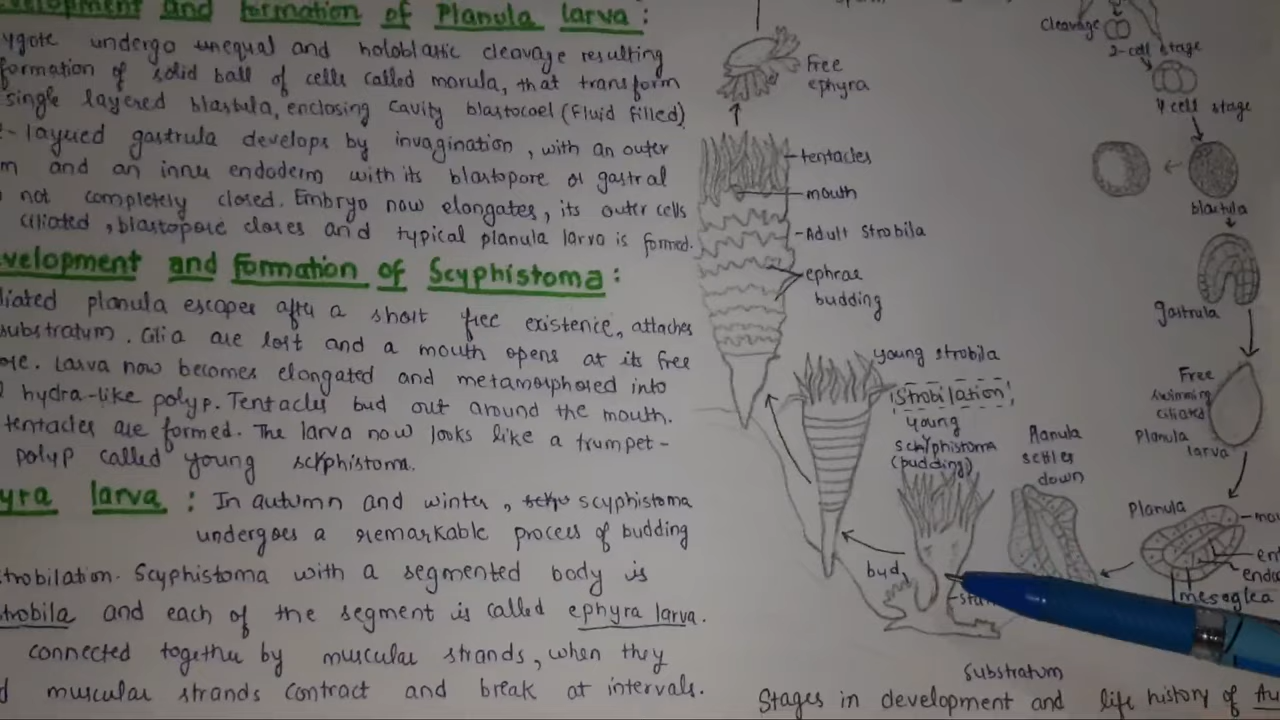 and formation of Planula larva :
undergo unequal and holoblastic cleavage resulting
formation of solid ball of cells called morula, that transform
single layered blastula, enclosing cavity blastocoel (Fluid filled)
gastrula develops by invagination, with an outer
and an inner endoderm with its blastopore or gastral
not completely closed. Embryo now elongates, its outer cells
ciliated, blastopore closes and typical planula larva is formed.
and formation of Scyphistoma :
planula escapes after a short free existence, attaches
substratum. Cilia are lost and a mouth opens at its free
Larva now becomes elongated and metamorphosed into
hydra-like polyp. Tentacles bud out around the mouth.
tentacles are formed. The larva now looks like a trumpet-
polyp called young scyphistoma.
larva : In autumn and winter, scyphistoma
undergoes a remarkable process of budding
Scyphistoma with a segmented body is
and each of the segment is called ephyra larva.
connected together by muscular strands, when they
muscular strands contract and break at intervals.
Free
ephyra
tentacles
mouth
Adult Strobila
ephrae
budding
young strobila
strobilation
young
schyphistoma
(budding)
bud
Substratum
Cleavage
2-cell stage
4 cell stage
blastula
gastrula
Free
swimming
ciliated
Planula
larva
Planula
settles
down
Planula
mesoglea
Stages in development and life history of